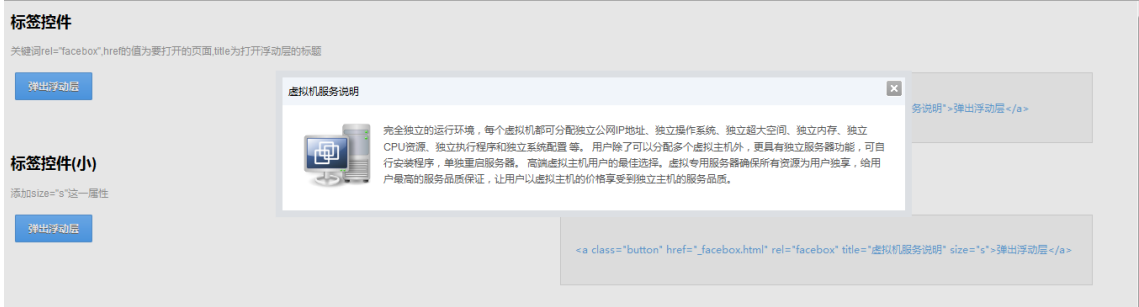 标签控件
关键词rel="facebox",href的值为要打开的页面,title为打开浮动层的标题
弹出浮动层
虚拟机服务说明
务说明">弹出浮动层</a>
完全独立的运行环境，每个虚拟机都可分配独立公网IP地址、独立操作系统、独立超大空间、独立内存、独立
CPU资源、独立执行程序和独立系统配置 等。 用户除了可以分配多个虚拟主机外，更具有独立服务器功能，可自
行安装程序，单独重启服务器。 高端虚拟主机用户的最佳选择。虚拟专用服务器确保所有资源为用户独享，给用
户最高的服务品质保证，让用户以虚拟主机的价格享受到独立主机的服务品质。
标签控件(小)
添加size="s"这一属性
弹出浮动层
<a class="button" href="_facebox.html" rel="facebox" title="虚拟机服务说明" size="s">弹出浮动层</a>